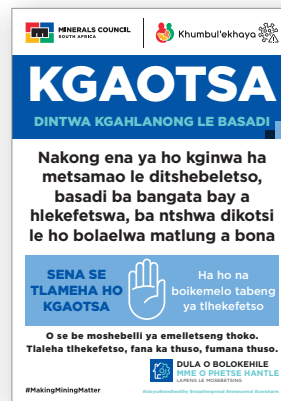 MINERALS COUNCIL
SOUTH AFRICA
Khumbul'ekhaya
KGAOTSA
DINTWA KGAHLANONG LE BASADI
Nakong ena ya ho kginwa ha
metsamao le ditshebeletso,
basadi ba bangata bay a
hlekefetswa, ba ntshwa dikotsi
le ho bolaelwa matlung a bona
SENA SE
TLAMEHA HO
KGAOTSA
Ha ho na
boikemelo tabeng
ya tlhekefetso
O se be moshebelli ya emelletseng thoko.
Tlaleha tlhekefetso, fana ka thuso, fumana thuso.
DULA O BOLOKEHILE
MME O PHETSE HANTLE
LAPENG LE MOSEBETSING
#MakingMiningMatter